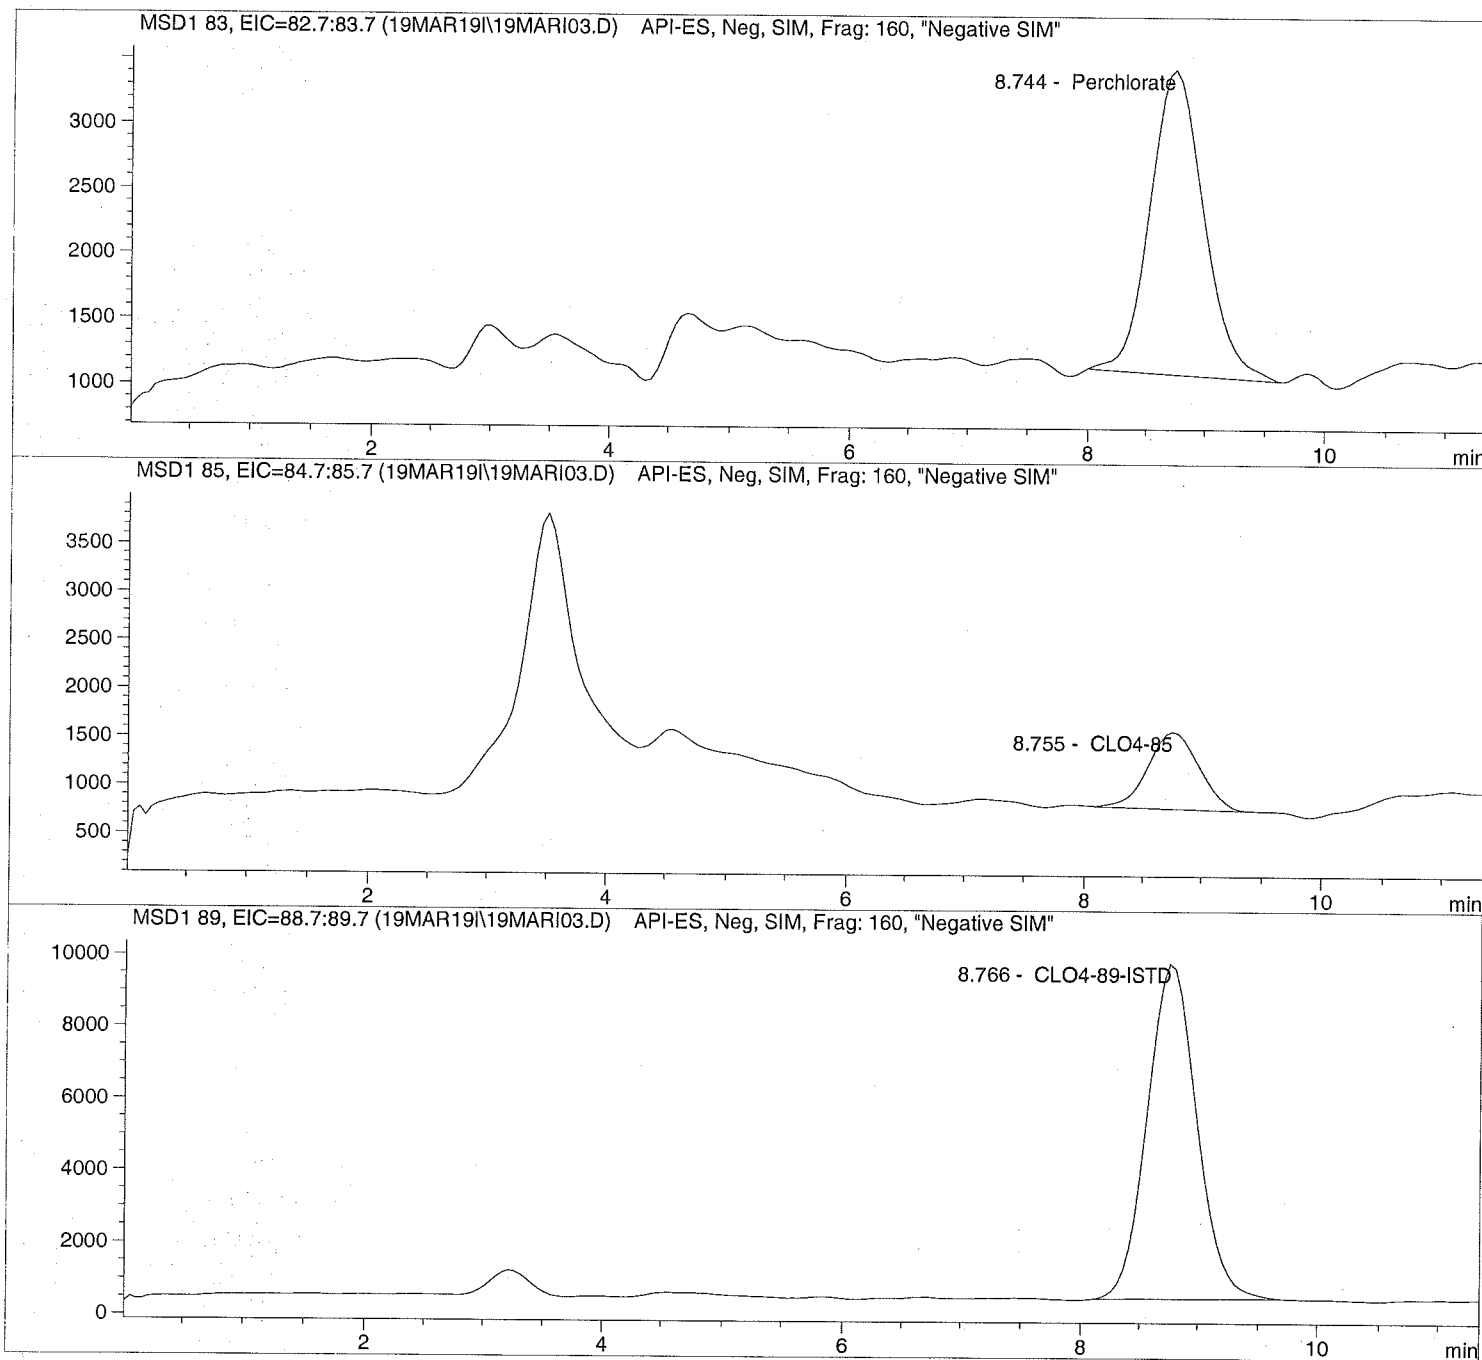 MSD1 83, EIC=82.7:83.7 (19MAR19I\19MARI03.D) API-ES, Neg, SIM, Frag: 160, "Negative SIM"
8.744 - Perchlorate
3000
2500
2000
1500
1000
2 4 6 8 10 min
MSD1 85, EIC=84.7:85.7 (19MAR19I\19MARI03.D) API-ES, Neg, SIM, Frag: 160, "Negative SIM"
3500
3000
2500
2000
1500
8.755 - CLO4-85
1000
500
2 4 6 8 10 min
MSD1 89, EIC=88.7:89.7 (19MAR19I\19MARI03.D) API-ES, Neg, SIM, Frag: 160, "Negative SIM"
10000
8.766 - CLO4-89-ISTD
8000
6000
4000
2000
0
2 4 6 8 10 min